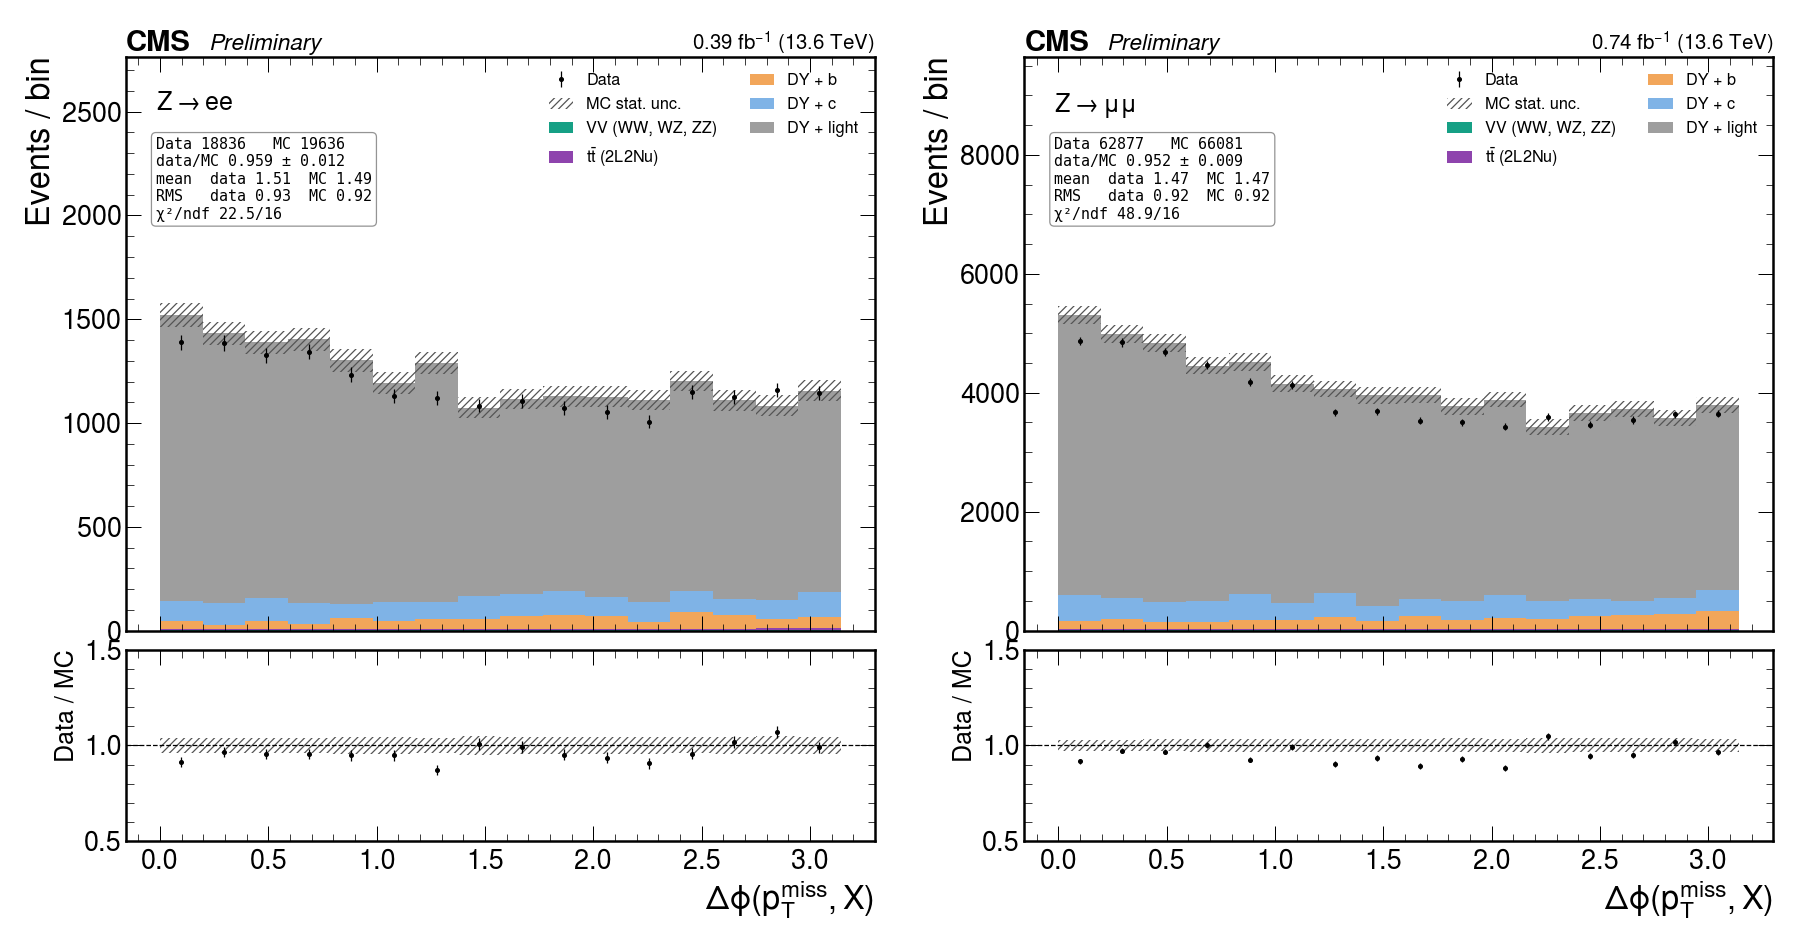 CMS Preliminary 0.39 fb⁻¹ (13.6 TeV)
Events / bin
Z → ee
Data
MC stat. unc.
VV (WW, WZ, ZZ)
tt̄ (2L2Nu)
DY + b
DY + c
DY + light
Data 18836 MC 19636
data/MC 0.959 ± 0.012
mean data 1.51 MC 1.49
RMS data 0.93 MC 0.92
χ²/ndf 22.5/16
2500
2000
1500
1000
500
0
Data / MC
1.5
1.0
0.5
0.0 0.5 1.0 1.5 2.0 2.5 3.0
Δϕ(p_T^miss, X)
CMS Preliminary 0.74 fb⁻¹ (13.6 TeV)
Events / bin
Z → μμ
Data
MC stat. unc.
VV (WW, WZ, ZZ)
tt̄ (2L2Nu)
DY + b
DY + c
DY + light
Data 62877 MC 66081
data/MC 0.952 ± 0.009
mean data 1.47 MC 1.47
RMS data 0.92 MC 0.92
χ²/ndf 48.9/16
8000
6000
4000
2000
0
Data / MC
1.5
1.0
0.5
0.0 0.5 1.0 1.5 2.0 2.5 3.0
Δϕ(p_T^miss, X)